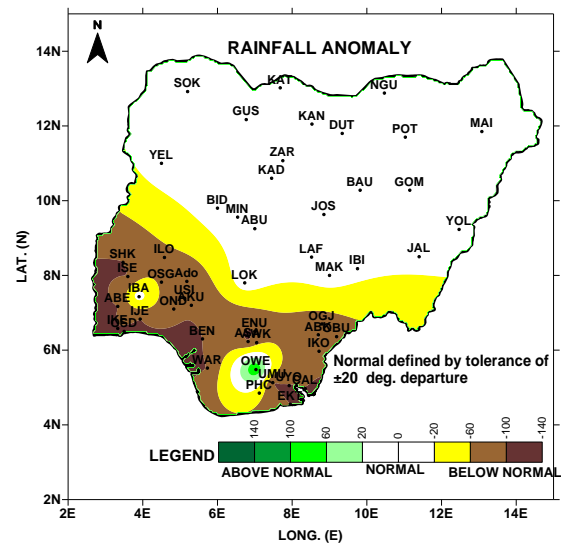 14N
12N
10N
8N
6N
4N
2N
LAT. (N)
N
RAINFALL ANOMALY
SOK
KAT
NGU
GUS
KAN
DUT
POT
MAI
YEL
ZAR
KAD
BAU
GOM
BID
MIN
ABU
JOS
YOL
SHK
ILO
LAF
IBI
JAL
ISE
OSG
Ado
LOK
MAK
IBA
USI
AKU
ABE
IJE
OND
IKE
OSD
BEN
ENU
OGJ
IKO
WAR
OWE
UMU
UYO
CAL
PHC
EKT
Normal defined by tolerance of
±20 deg. departure
140
100
60
20
0
-20
-60
-100
-140
LEGEND
ABOVE NORMAL
NORMAL
BELOW NORMAL
2E
4E
6E
8E
10E
12E
14E
LONG. (E)